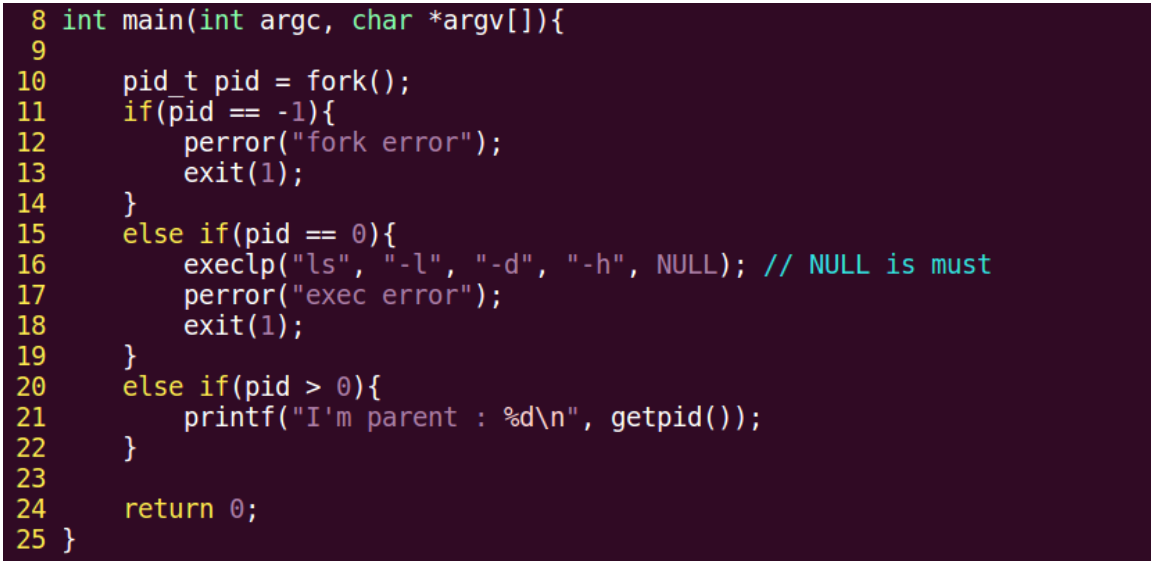 8 int main(int argc, char *argv[]){
9
10     pid_t pid = fork();
11     if(pid == -1){
12         perror("fork error");
13         exit(1);
14     }
15     else if(pid == 0){
16         execlp("ls", "-l", "-d", "-h", NULL); // NULL is must
17         perror("exec error");
18         exit(1);
19     }
20     else if(pid > 0){
21         printf("I'm parent : %d\n", getpid());
22     }
23
24     return 0;
25 }